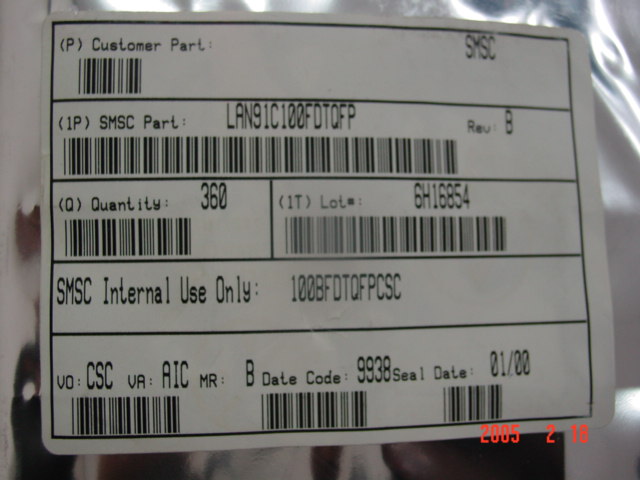 (P) Customer Part: SMSC
(1P) SMSC Part: LAN91C100FDTQFP Rev: B
(Q) Quantity: 360 (1T) Lot#: 6H16854
SMSC Internal Use Only: 100BFDTQFPCSC
VO: CSC VA: AIC MR: B Date Code: 9938 Seal Date: 01/00
2005 2 18